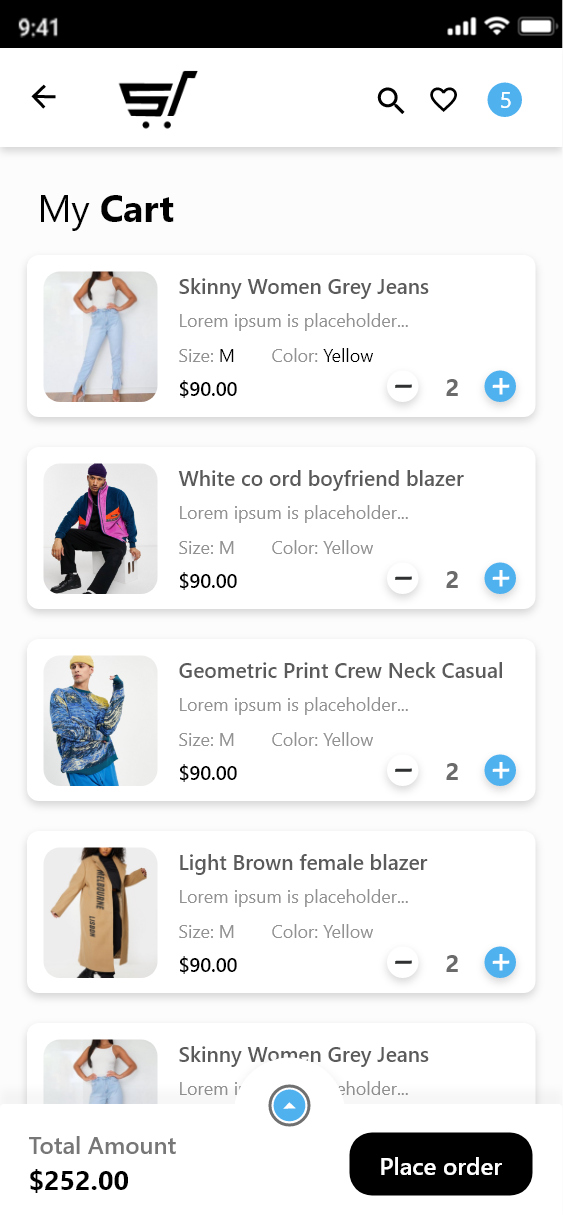 9:41
5
My Cart
Skinny Women Grey Jeans
Lorem ipsum is placeholder...
Size: M Color: Yellow
$90.00 2
White co ord boyfriend blazer
Lorem ipsum is placeholder...
Size: M Color: Yellow
$90.00 2
Geometric Print Crew Neck Casual
Lorem ipsum is placeholder...
Size: M Color: Yellow
$90.00 2
Light Brown female blazer
Lorem ipsum is placeholder...
Size: M Color: Yellow
$90.00 2
MELBOURNE LISBON
Skinny Women Grey Jeans
Lorem
Total Amount
$252.00
Place order